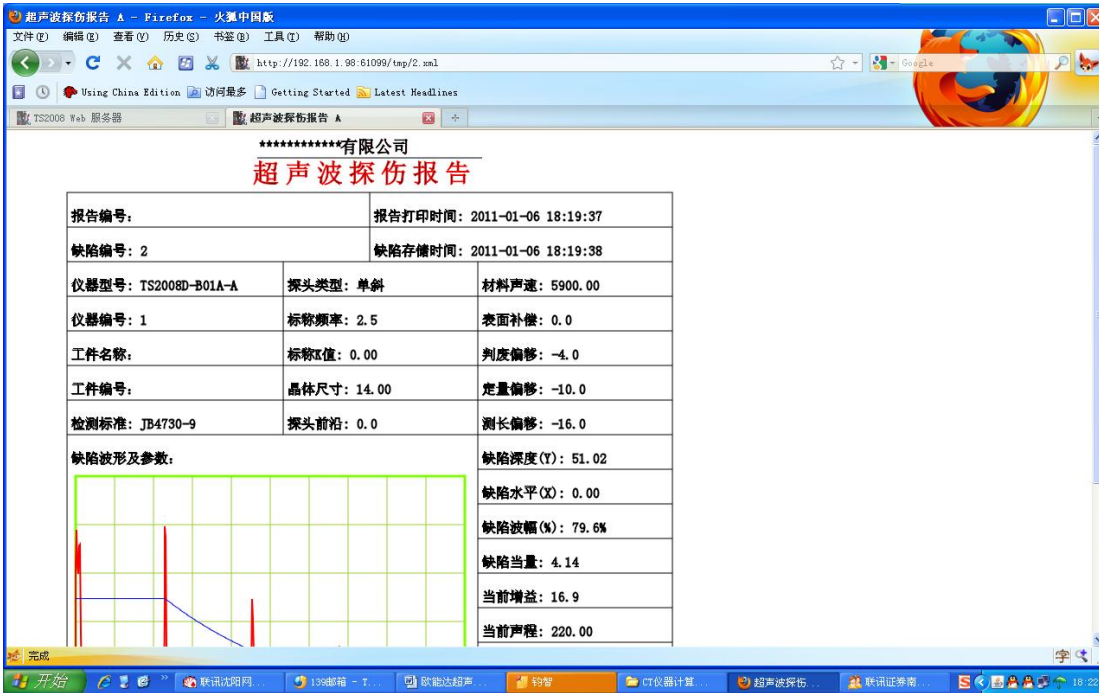 超声波探伤报告 A - Firefox - 火狐中国版
文件(F) 编辑(E) 查看(V) 历史(S) 书签(B) 工具(T) 帮助(H)
http://192.168.1.98:61099/tmp/2.xml
Google
Using China Edition 访问最多 Getting Started Latest Headlines
TS2008 Web 服务器 超声波探伤报告 A
************有限公司
超声波探伤报告
报告编号: 报告打印时间: 2011-01-06 18:19:37
缺陷编号: 2 缺陷存储时间: 2011-01-06 18:19:38
仪器型号: TS2008D-B01A-A 探头类型: 单斜 材料声速: 5900.00
仪器编号: 1 标称频率: 2.5 表面补偿: 0.0
工件名称: 标称K值: 0.00 判废偏移: -4.0
工件编号: 晶体尺寸: 14.00 定量偏移: -10.0
检测标准: JB4730-9 探头前沿: 0.0 测长偏移: -16.0
缺陷波形及参数: 缺陷深度(Y): 51.02
缺陷水平(X): 0.00
缺陷波幅(%): 79.6%
缺陷当量: 4.14
当前增益: 16.9
当前声程: 220.00
完成
字
开始 联讯沈阳网... 139邮箱 - T... 欧能达超声... 钧智 CT仪器计算... 超声波探伤... 联讯证券南... 18:22